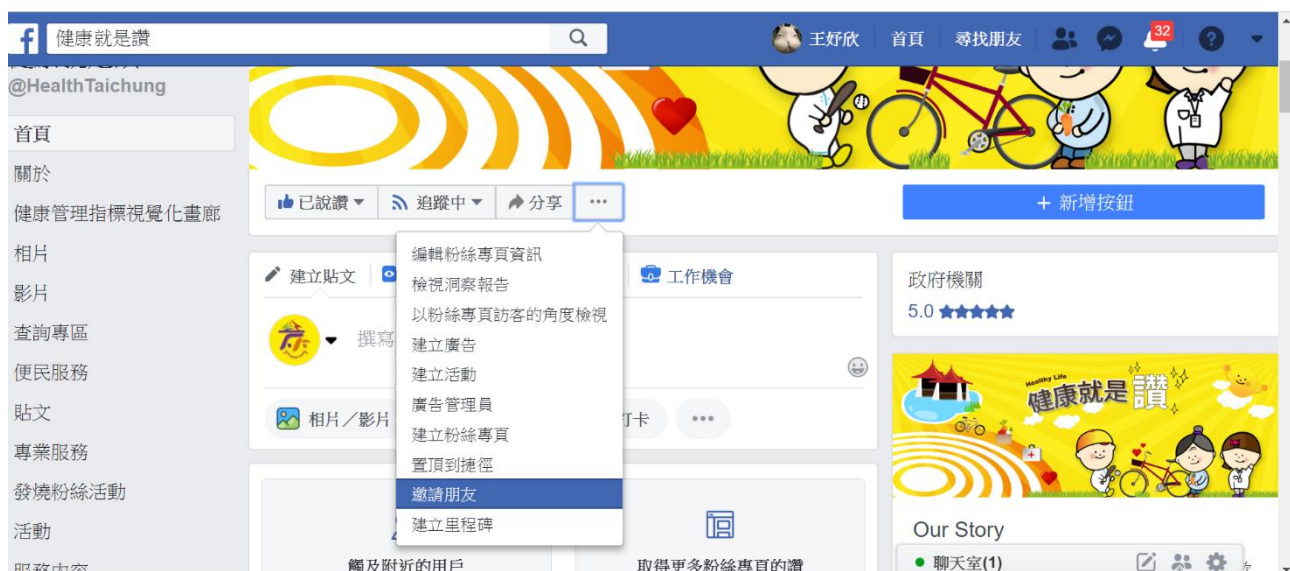 f 健康就是讚
王妤欣 首頁 尋找朋友 32
@HealthTaichung
首頁
關於
健康管理指標視覺化畫廊
相片
影片
查詢專區
便民服務
貼文
專業服務
發燒粉絲活動
活動
服務內容
已說讚 追蹤中 分享 ...
+ 新增按鈕
編輯粉絲專頁資訊
檢視洞察報告
以粉絲專頁訪客的角度檢視
建立廣告
建立活動
廣告管理員
建立粉絲專頁
置頂到捷徑
邀請朋友
建立里程碑
建立貼文
工作機會
撰寫
相片／影片
打卡 ...
觸及附近的用戶
取得更多粉絲專頁的讚
政府機關
5.0 ★★★★★
Healthy Life
健康就是讚
Our Story
聊天室(1)